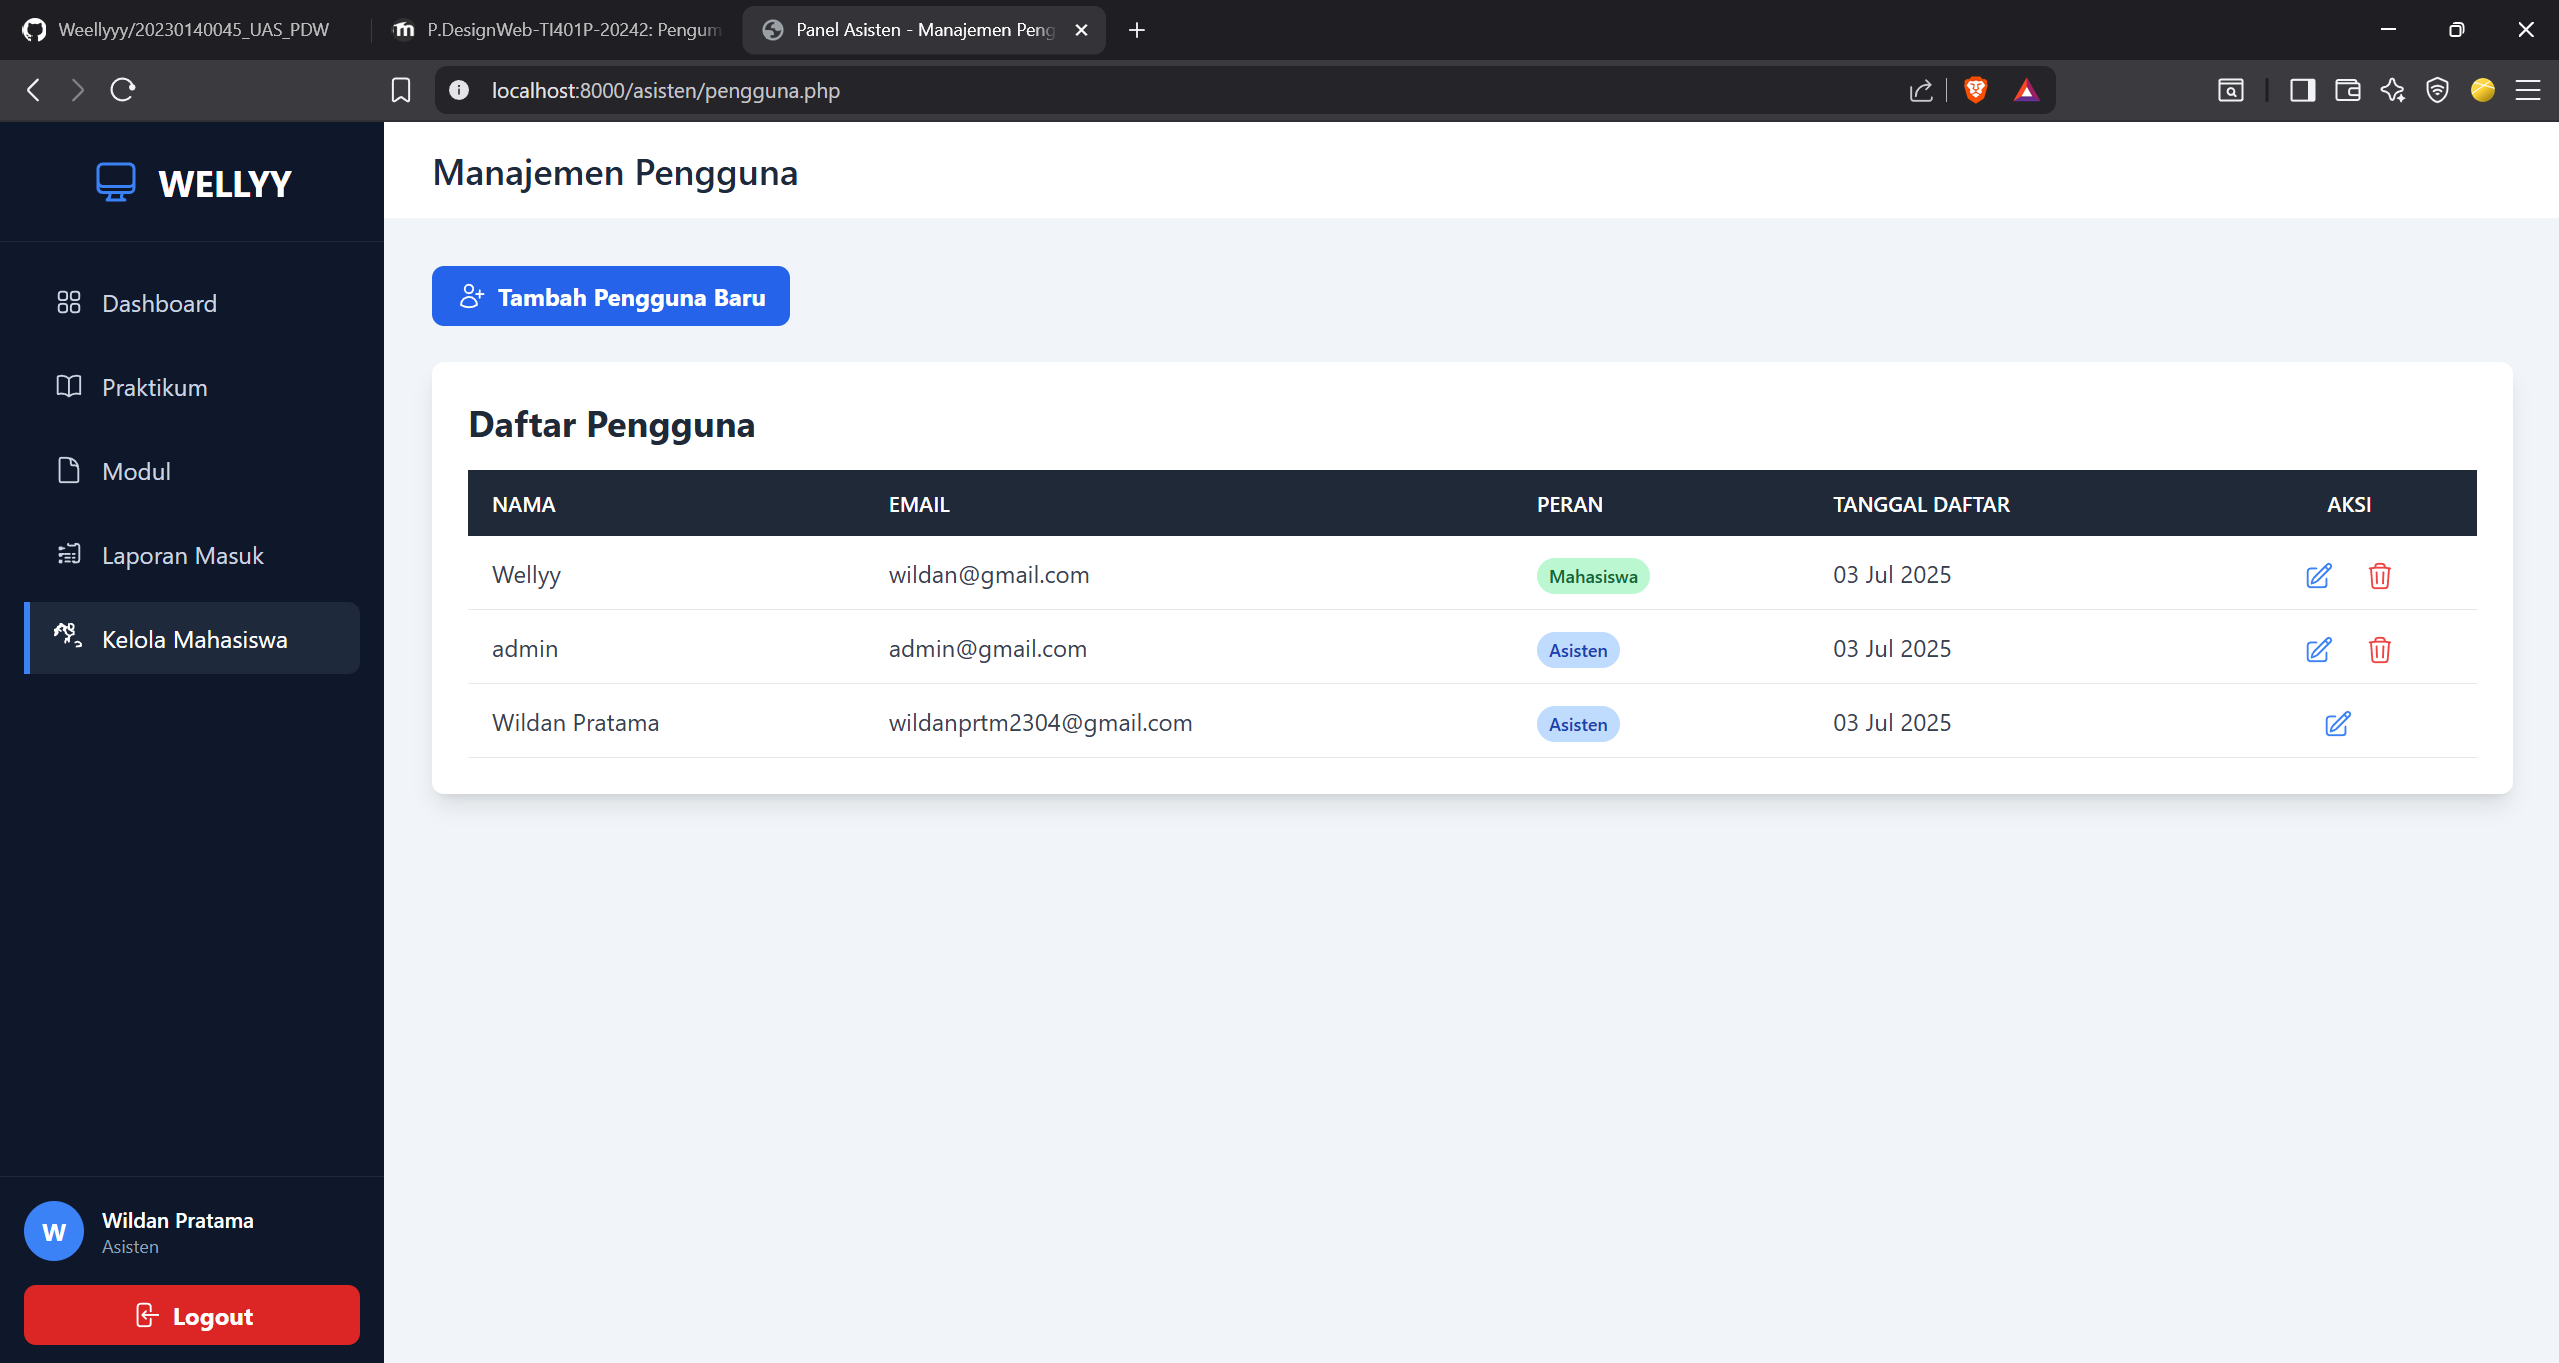 Weellyyy/20230140045_UAS_PDW
P.DesignWeb-TI401P-20242: Pengum
Panel Asisten - Manajemen Peng
localhost:8000/asisten/pengguna.php
WELLYY
Dashboard
Praktikum
Modul
Laporan Masuk
Kelola Mahasiswa
Wildan Pratama
W
Asisten
Logout
Manajemen Pengguna
Tambah Pengguna Baru
Daftar Pengguna
NAMA EMAIL PERAN TANGGAL DAFTAR AKSI
Wellyy wildan@gmail.com Mahasiswa 03 Jul 2025
admin admin@gmail.com Asisten 03 Jul 2025
Wildan Pratama wildanprtm2304@gmail.com Asisten 03 Jul 2025